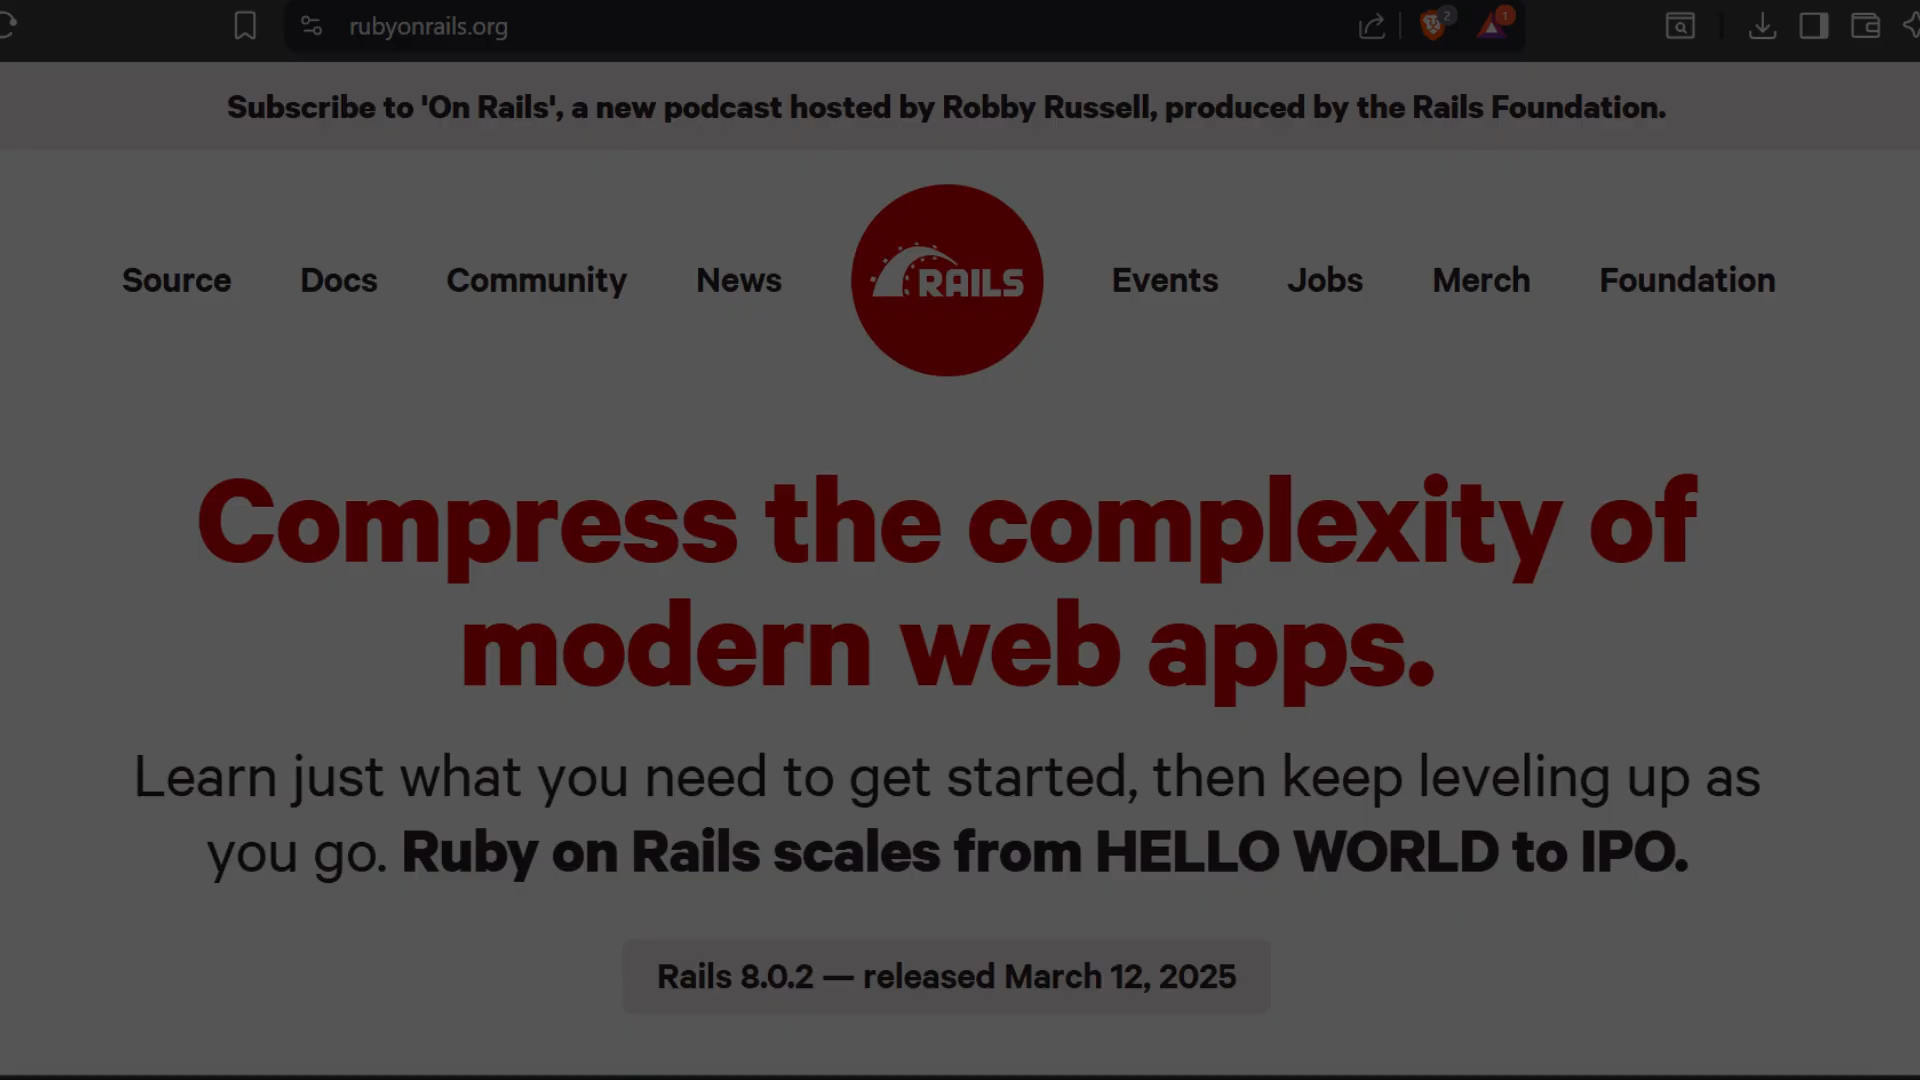 rubyonrails.org
2
1
Subscribe to 'On Rails', a new podcast hosted by Robby Russell, produced by the Rails Foundation.
Source Docs Community News RAILS Events Jobs Merch Foundation
Compress the complexity of
modern web apps.
Learn just what you need to get started, then keep leveling up as
you go. Ruby on Rails scales from HELLO WORLD to IPO.
Rails 8.0.2 — released March 12, 2025